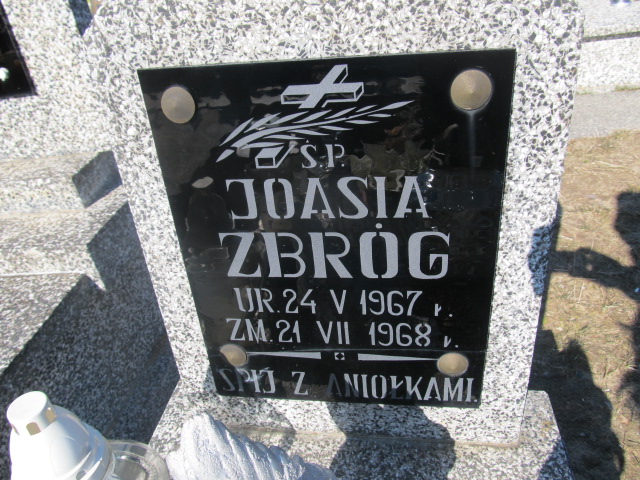 Ś.P.
JOASIA
ZBRÓG
UR. 24 V 1967 r.
ZM. 21 VII 1968 r.
ŚPIJ Z ANIOŁKAMI